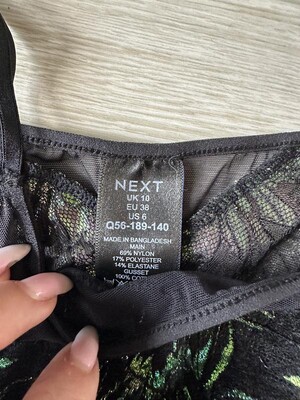 NEXT
UK 10
EU 38
US 6
Q56-189-140
MADE IN BANGLADESH
MAIN
69% NYLON
17% POLYESTER
14% ELASTANE
GUSSET
100%